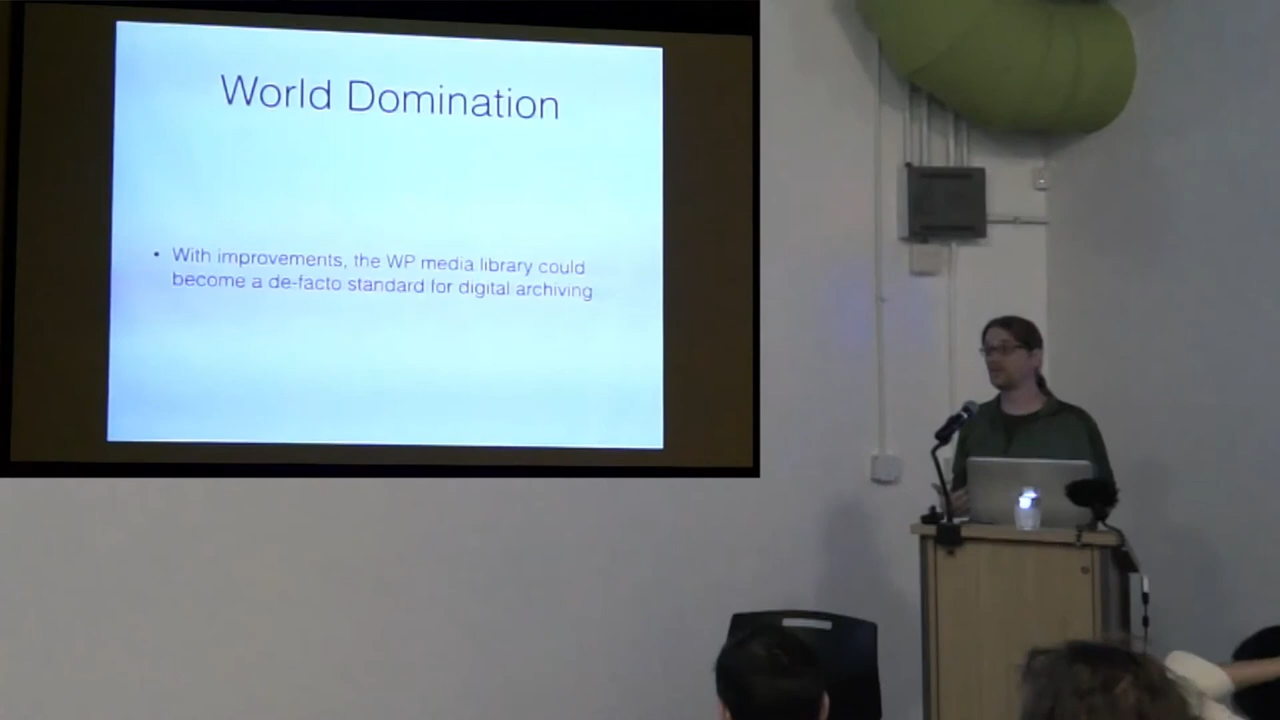 World Domination
• With improvements, the WP media library could
become a de-facto standard for digital archiving